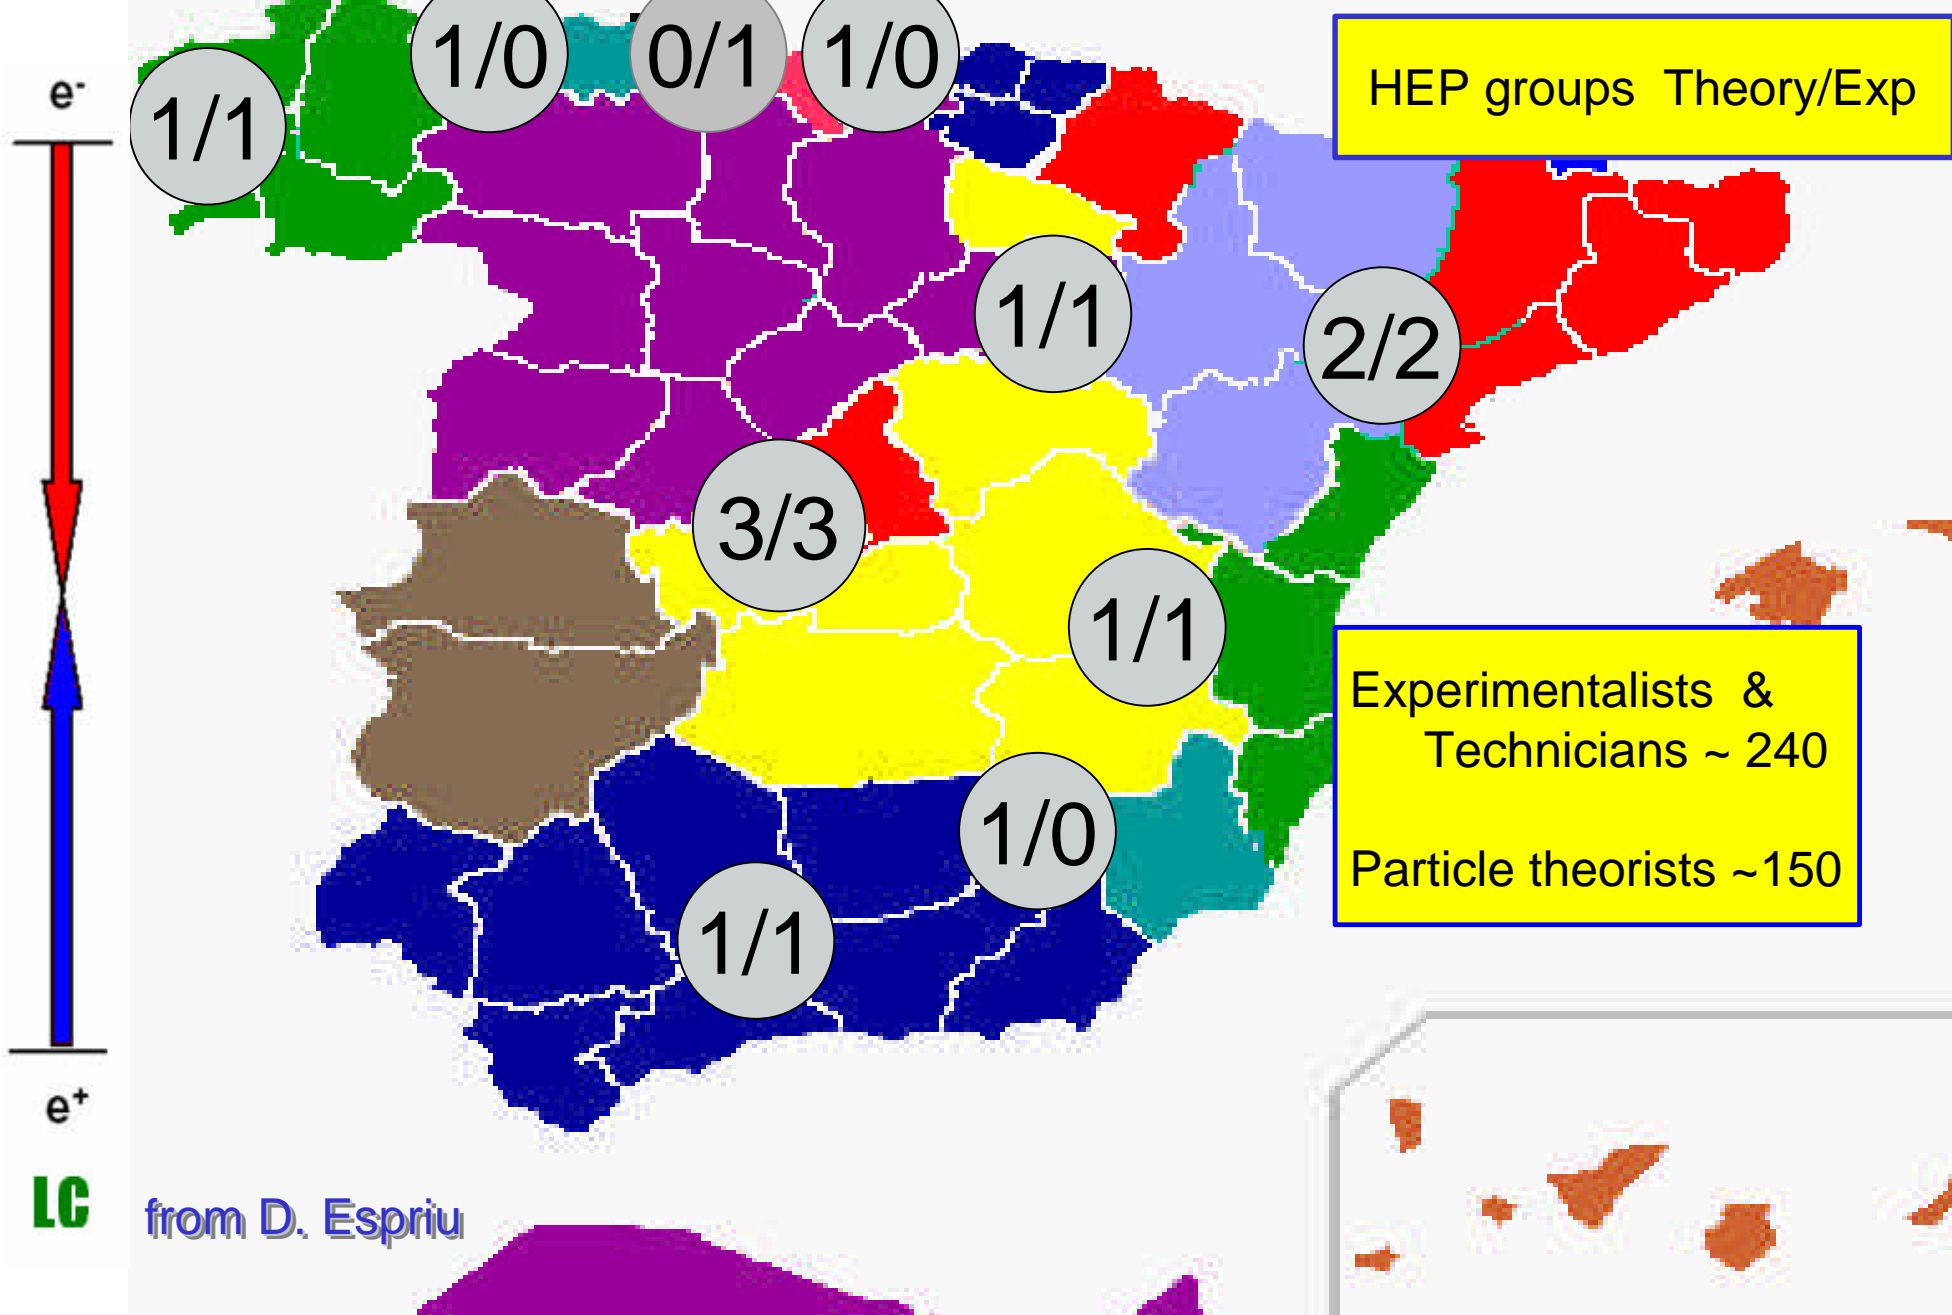 1/0 0/1 1/0
e-
HEP groups Theory/Exp
1/1
1/1
2/2
3/3
1/1
Experimentalists &
Technicians ~ 240
1/0
Particle theorists ~150
1/1
e+
LC
from D. Espriu